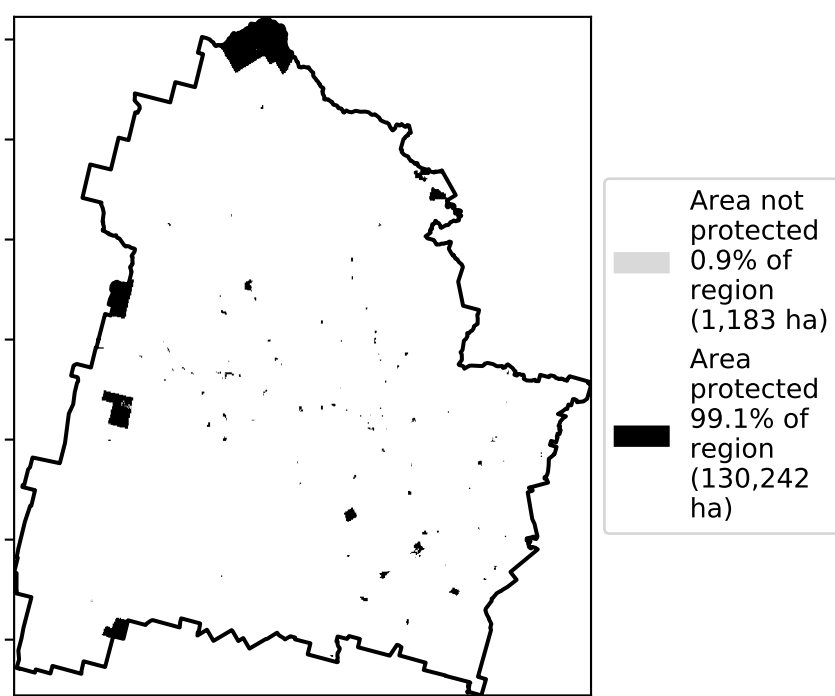 Area not
protected
0.9% of
region
(1,183 ha)
Area
protected
99.1% of
region
(130,242
ha)